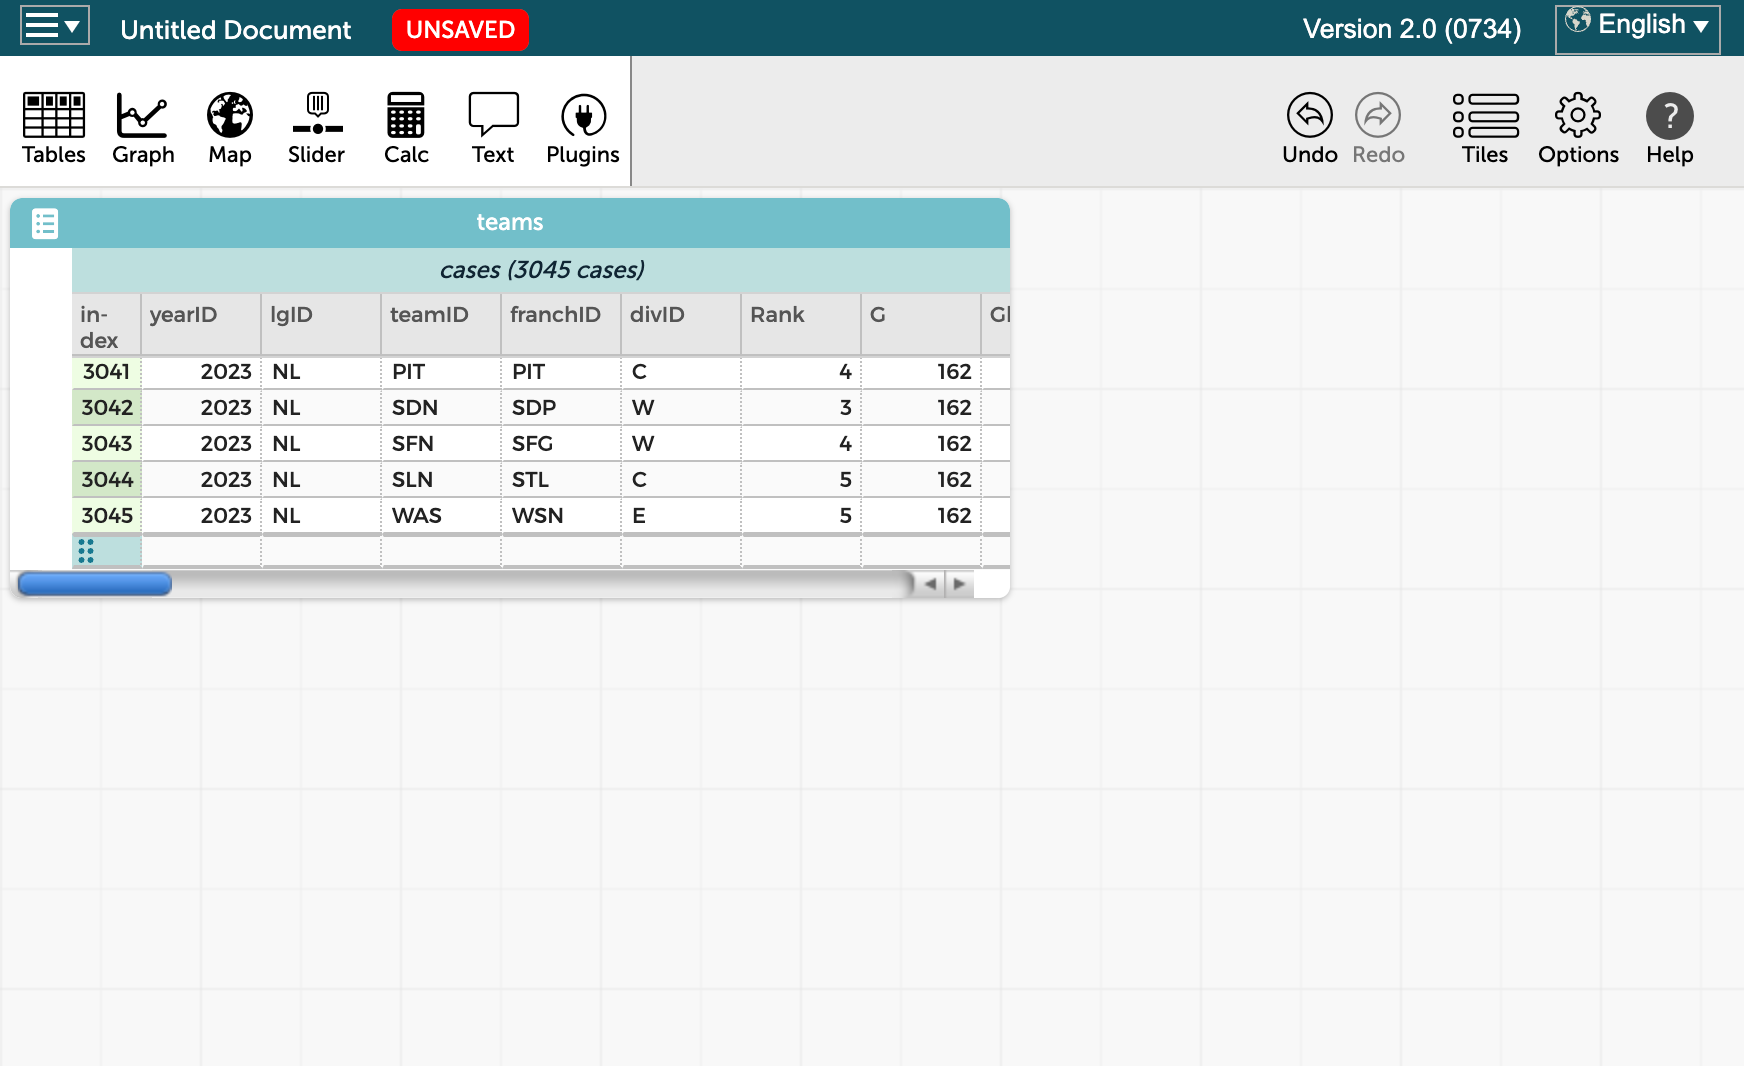 Untitled Document UNSAVED Version 2.0 (0734) English
Tables Graph Map Slider Calc Text Plugins Undo Redo Tiles Options Help
teams
cases (3045 cases)
in-dex yearID lgID teamID franchID divID Rank G
3041 2023 NL PIT PIT C 4 162
3042 2023 NL SDN SDP W 3 162
3043 2023 NL SFN SFG W 4 162
3044 2023 NL SLN STL C 5 162
3045 2023 NL WAS WSN E 5 162